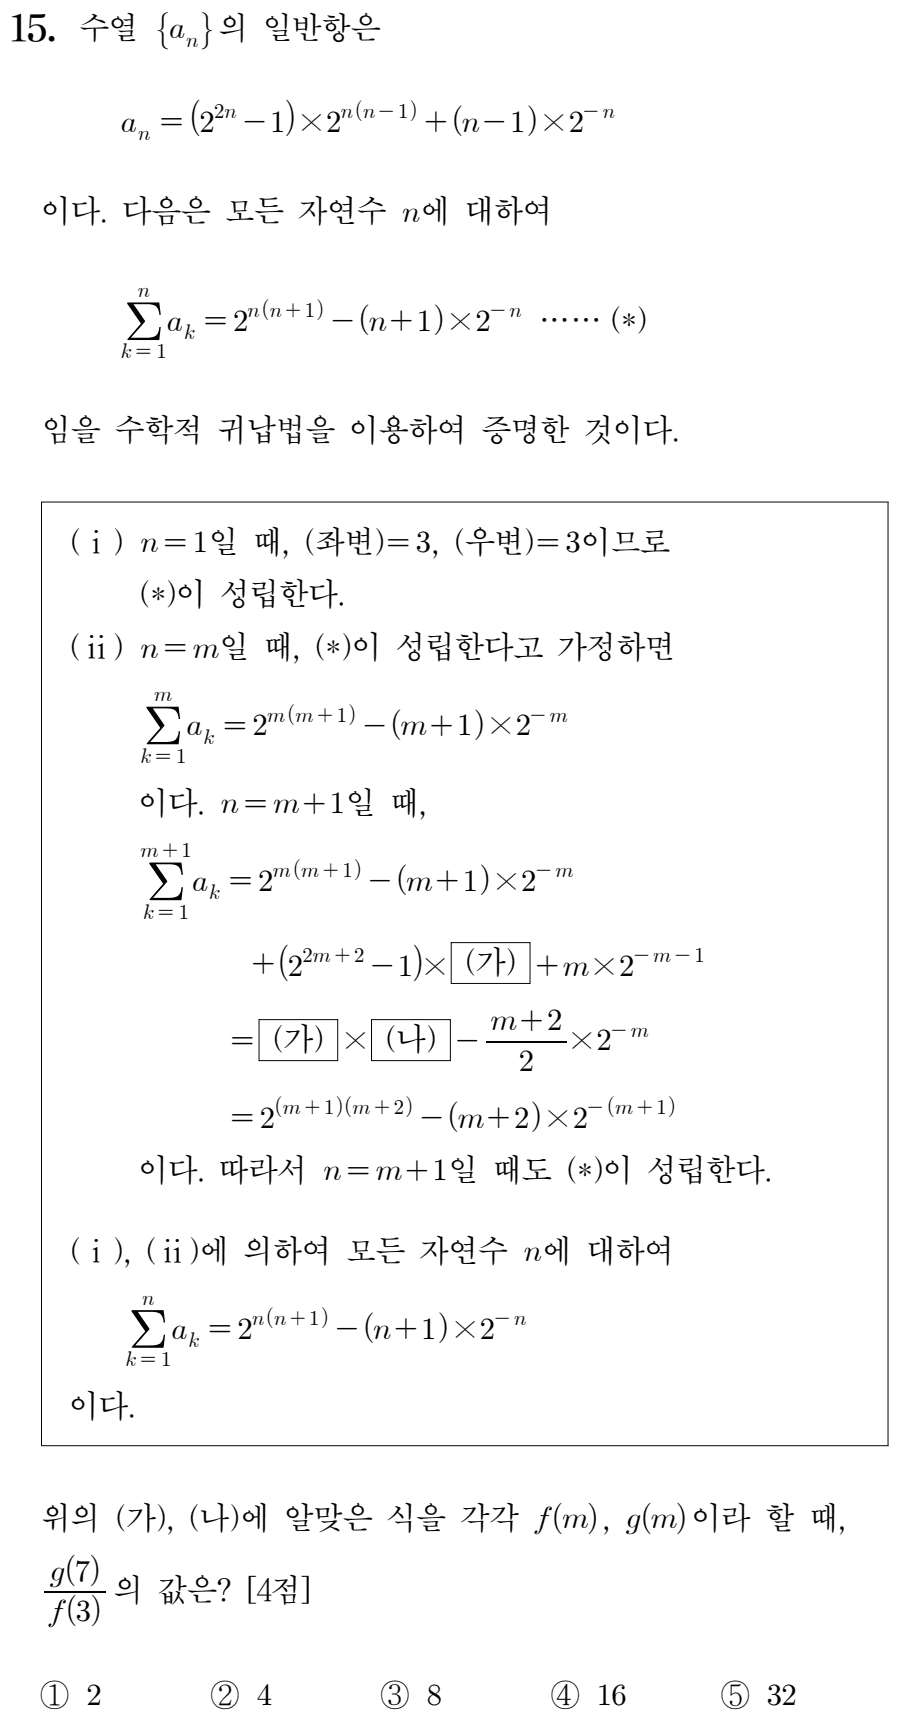 15. 수열 {aₙ}의 일반항은
aₙ = (2²ⁿ − 1) × 2ⁿ⁽ⁿ⁻¹⁾ + (n−1) × 2⁻ⁿ
이다. 다음은 모든 자연수 n에 대하여
∑_{k=1}^{n} a_k = 2^{n(n+1)} − (n+1) × 2^{−n} ⋯⋯ (∗)
임을 수학적 귀납법을 이용하여 증명한 것이다.
(ⅰ) n=1일 때, (좌변)=3, (우변)=3이므로
(∗)이 성립한다.
(ⅱ) n=m일 때, (∗)이 성립한다고 가정하면
∑_{k=1}^{m} a_k = 2^{m(m+1)} − (m+1) × 2^{−m}
이다. n=m+1일 때,
∑_{k=1}^{m+1} a_k = 2^{m(m+1)} − (m+1) × 2^{−m}
+ (2^{2m+2} − 1) × (가) + m × 2^{−m−1}
= (가) × (나) − \frac{m+2}{2} × 2^{−m}
= 2^{(m+1)(m+2)} − (m+2) × 2^{−(m+1)}
이다. 따라서 n=m+1일 때도 (∗)이 성립한다.
(ⅰ), (ⅱ)에 의하여 모든 자연수 n에 대하여
∑_{k=1}^{n} a_k = 2^{n(n+1)} − (n+1) × 2^{−n}
이다.
위의 (가), (나)에 알맞은 식을 각각 f(m), g(m)이라 할 때,
\frac{g(7)}{f(3)}의 값은? [4점]
① 2 ② 4 ③ 8 ④ 16 ⑤ 32